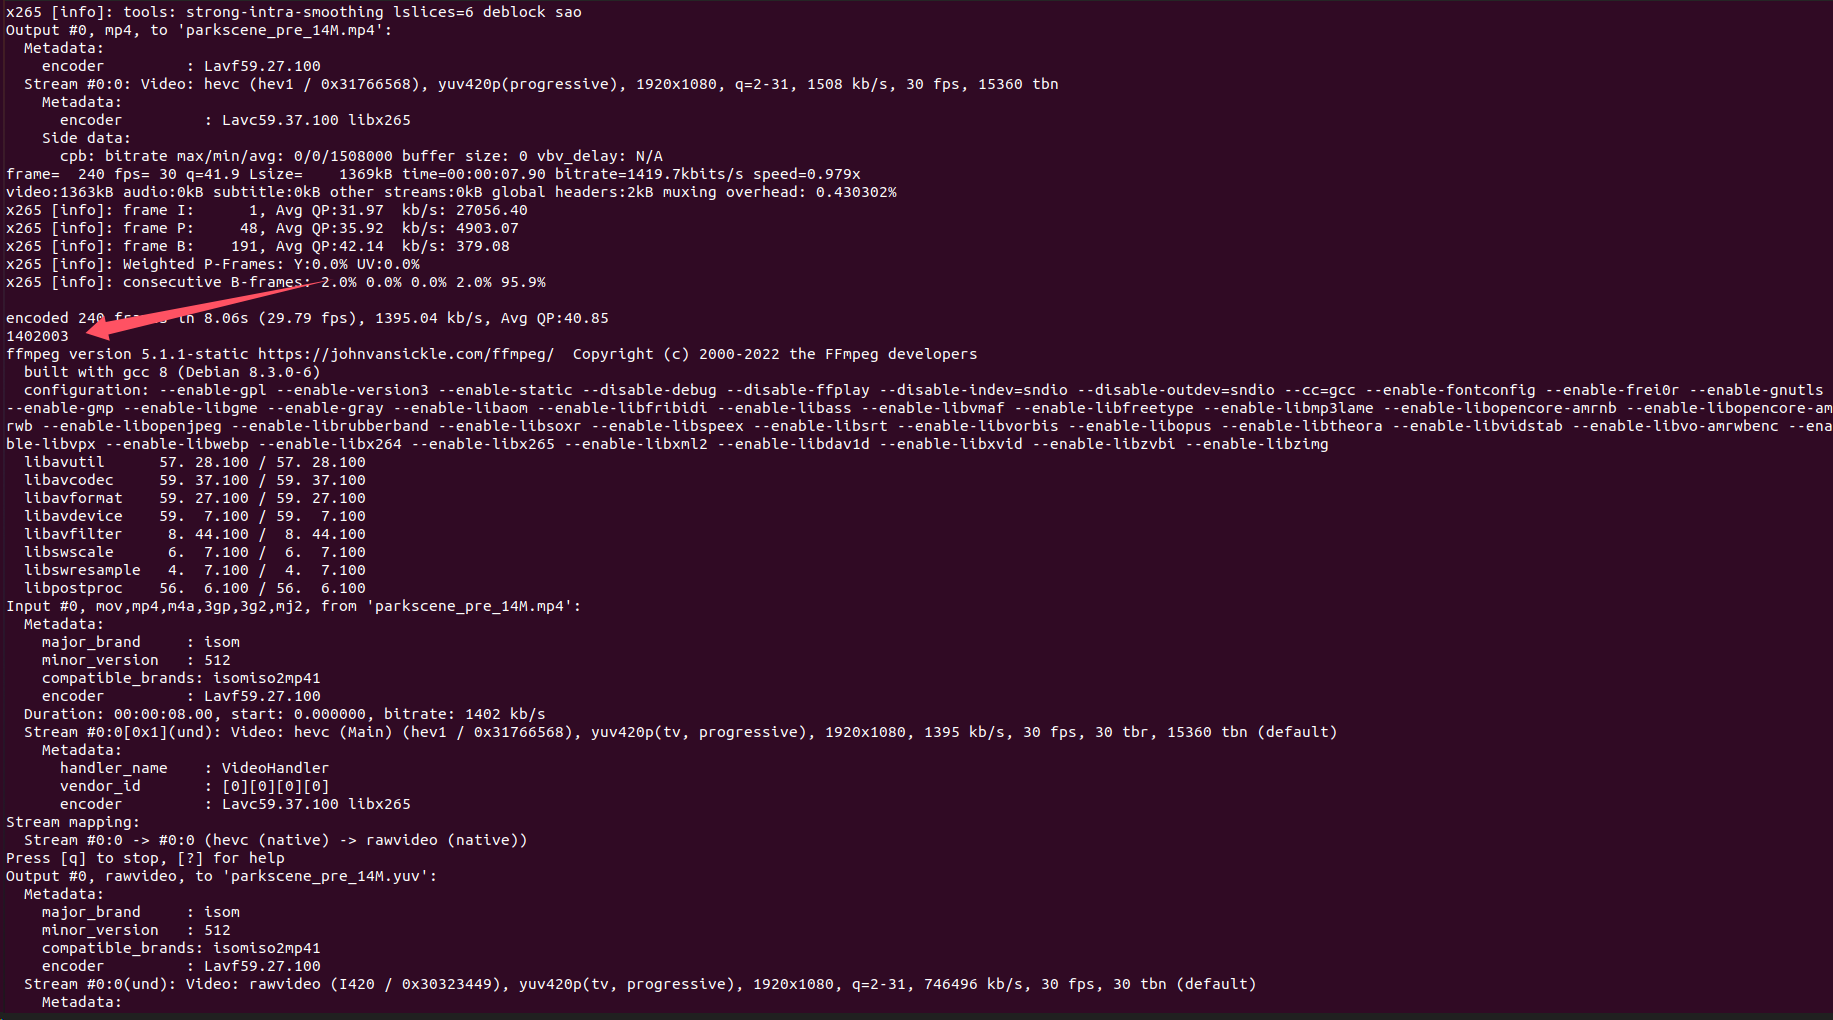 x265 [info]: tools: strong-intra-smoothing lslices=6 deblock sao
Output #0, mp4, to 'parkscene_pre_14M.mp4':
  Metadata:
    encoder         : Lavf59.27.100
  Stream #0:0: Video: hevc (hev1 / 0x31766568), yuv420p(progressive), 1920x1080, q=2-31, 1508 kb/s, 30 fps, 15360 tbn
    Metadata:
      encoder         : Lavc59.37.100 libx265
    Side data:
      cpb: bitrate max/min/avg: 0/0/1508000 buffer size: 0 vbv_delay: N/A
frame=  240 fps= 30 q=41.9 Lsize=    1369kB time=00:00:07.90 bitrate=1419.7kbits/s speed=0.979x
video:1363kB audio:0kB subtitle:0kB other streams:0kB global headers:2kB muxing overhead: 0.430302%
x265 [info]: frame I:      1, Avg QP:31.97  kb/s: 27056.40
x265 [info]: frame P:     48, Avg QP:35.92  kb/s: 4903.07
x265 [info]: frame B:    191, Avg QP:42.14  kb/s: 379.08
x265 [info]: Weighted P-Frames: Y:0.0% UV:0.0%
x265 [info]: consecutive B-frames: 2.0% 0.0% 0.0% 2.0% 95.9%
encoded 240 frames in 8.06s (29.79 fps), 1395.04 kb/s, Avg QP:40.85
1402003
ffmpeg version 5.1.1-static https://johnvansickle.com/ffmpeg/  Copyright (c) 2000-2022 the FFmpeg developers
  built with gcc 8 (Debian 8.3.0-6)
  configuration: --enable-gpl --enable-version3 --enable-static --disable-debug --disable-ffplay --disable-indev=sndio --disable-outdev=sndio --cc=gcc --enable-fontconfig --enable-frei0r --enable-gnutls
--enable-gmp --enable-libgme --enable-gray --enable-libaom --enable-libfribidi --enable-libass --enable-libvmaf --enable-libfreetype --enable-libmp3lame --enable-libopencore-amrnb --enable-libopencore-am
rwb --enable-libopenjpeg --enable-librubberband --enable-libsoxr --enable-libspeex --enable-libsrt --enable-libvorbis --enable-libopus --enable-libtheora --enable-libvidstab --enable-libvo-amrwbenc --ena
ble-libvpx --enable-libwebp --enable-libx264 --enable-libx265 --enable-libxml2 --enable-libdav1d --enable-libxvid --enable-libzvbi --enable-libzimg
  libavutil      57. 28.100 / 57. 28.100
  libavcodec     59. 37.100 / 59. 37.100
  libavformat    59. 27.100 / 59. 27.100
  libavdevice    59.  7.100 / 59.  7.100
  libavfilter     8. 44.100 /  8. 44.100
  libswscale      6.  7.100 /  6.  7.100
  libswresample   4.  7.100 /  4.  7.100
  libpostproc    56.  6.100 / 56.  6.100
Input #0, mov,mp4,m4a,3gp,3g2,mj2, from 'parkscene_pre_14M.mp4':
  Metadata:
    major_brand     : isom
    minor_version   : 512
    compatible_brands: isomiso2mp41
    encoder         : Lavf59.27.100
  Duration: 00:00:08.00, start: 0.000000, bitrate: 1402 kb/s
  Stream #0:0[0x1](und): Video: hevc (Main) (hev1 / 0x31766568), yuv420p(tv, progressive), 1920x1080, 1395 kb/s, 30 fps, 30 tbr, 15360 tbn (default)
    Metadata:
      handler_name    : VideoHandler
      vendor_id       : [0][0][0][0]
      encoder         : Lavc59.37.100 libx265
Stream mapping:
  Stream #0:0 -> #0:0 (hevc (native) -> rawvideo (native))
Press [q] to stop, [?] for help
Output #0, rawvideo, to 'parkscene_pre_14M.yuv':
  Metadata:
    major_brand     : isom
    minor_version   : 512
    compatible_brands: isomiso2mp41
    encoder         : Lavf59.27.100
  Stream #0:0(und): Video: rawvideo (I420 / 0x30323449), yuv420p(tv, progressive), 1920x1080, q=2-31, 746496 kb/s, 30 fps, 30 tbn (default)
    Metadata: